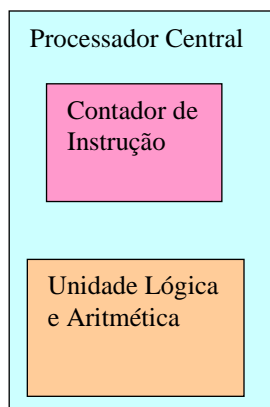 Processador Central
Contador de
Instrução
Unidade Lógica
e Aritmética